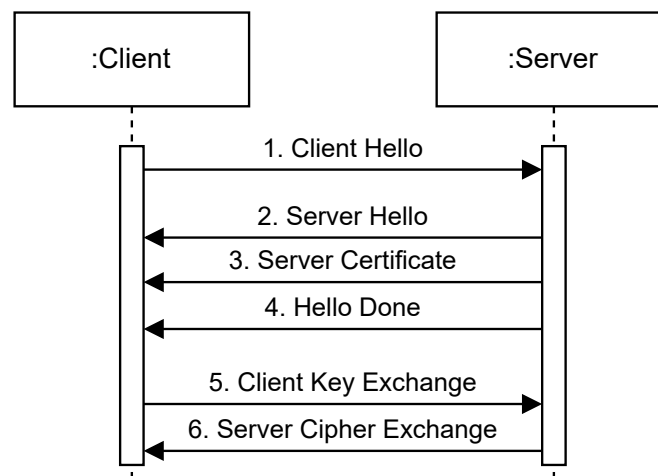 :Client
:Server
1. Client Hello
2. Server Hello
3. Server Certificate
4. Hello Done
5. Client Key Exchange
6. Server Cipher Exchange